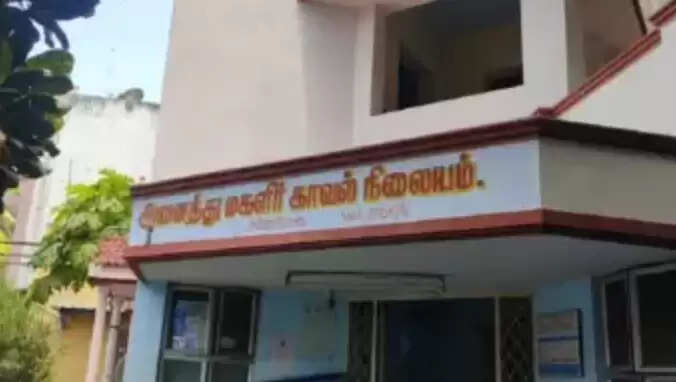 அனைத்து மகளிர் காவல் நிலையம்.